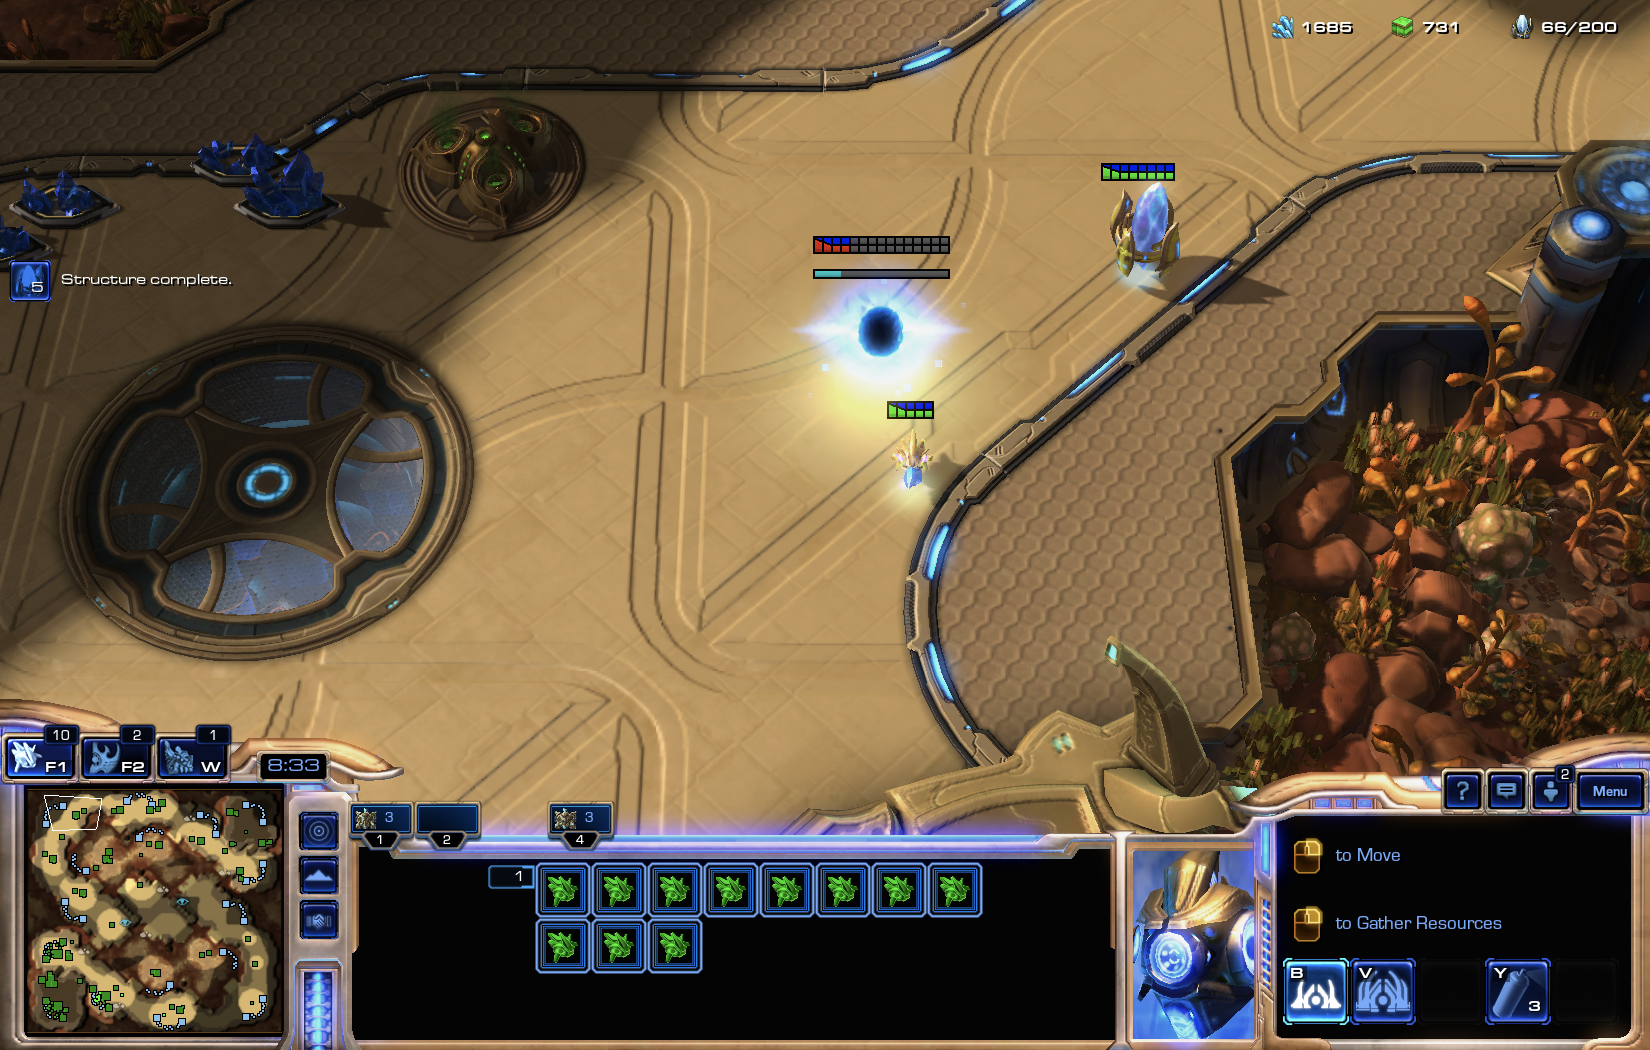 1685 731 66/200
5 Structure complete.
10 2 1
F1 F2 W
8:33
2
? Menu
3 3
1 2 4
1
to Move
to Gather Resources
B V Y
3